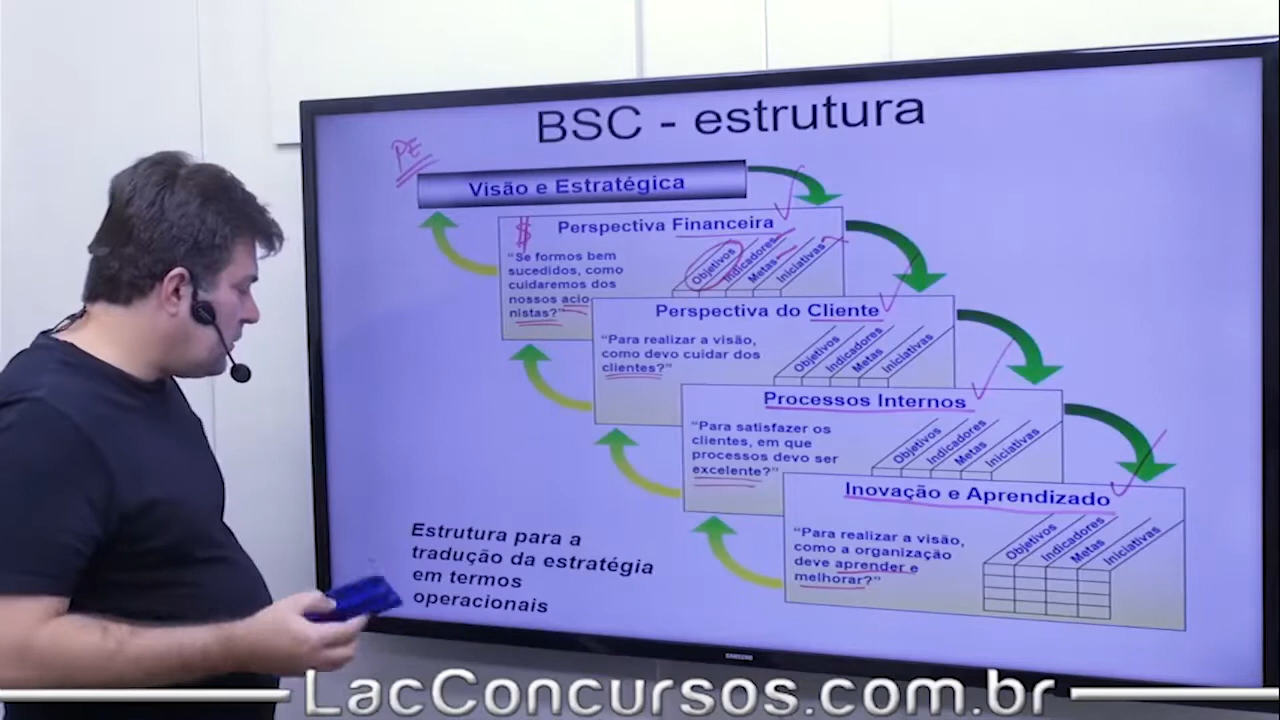 BSC - estrutura
PE
Visão e Estratégica
$
Perspectiva Financeira
“Se formos bem
sucedidos, como
cuidaremos dos
nossos acio-
nistas?”
Objetivos
Indicadores
Metas
Iniciativas
Perspectiva do Cliente
“Para realizar a visão,
como devo cuidar dos
clientes?”
Objetivos
Indicadores
Metas
Iniciativas
Processos Internos
“Para satisfazer os
clientes, em que
processos devo ser
excelente?”
Objetivos
Indicadores
Metas
Iniciativas
Inovação e Aprendizado
“Para realizar a visão,
como a organização
deve aprender e
melhorar?”
Objetivos
Indicadores
Metas
Iniciativas
Estrutura para a
tradução da estratégia
em termos
operacionais
SAMSUNG
LacConcursos.com.br